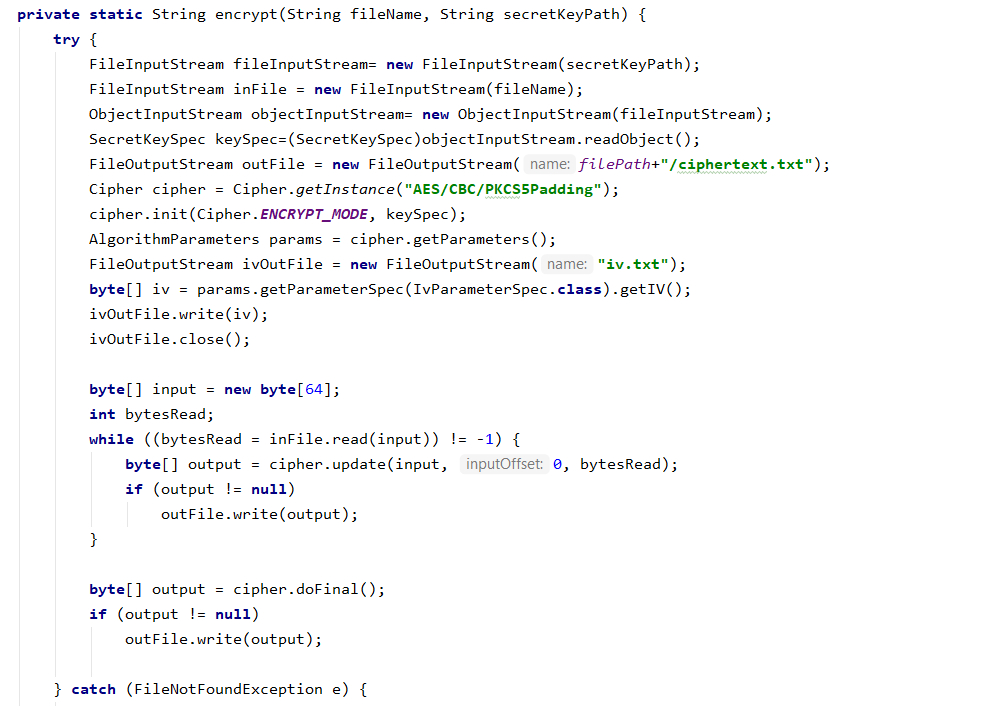 private static String encrypt(String fileName, String secretKeyPath) {
try {
FileInputStream fileInputStream= new FileInputStream(secretKeyPath);
FileInputStream inFile = new FileInputStream(fileName);
ObjectInputStream objectInputStream= new ObjectInputStream(fileInputStream);
SecretKeySpec keySpec=(SecretKeySpec)objectInputStream.readObject();
FileOutputStream outFile = new FileOutputStream( name: filePath+"/ciphertext.txt");
Cipher cipher = Cipher.getInstance("AES/CBC/PKCS5Padding");
cipher.init(Cipher.ENCRYPT_MODE, keySpec);
AlgorithmParameters params = cipher.getParameters();
FileOutputStream ivOutFile = new FileOutputStream( name: "iv.txt");
byte[] iv = params.getParameterSpec(IvParameterSpec.class).getIV();
ivOutFile.write(iv);
ivOutFile.close();
byte[] input = new byte[64];
int bytesRead;
while ((bytesRead = inFile.read(input)) != -1) {
byte[] output = cipher.update(input, inputOffset: 0, bytesRead);
if (output != null)
outFile.write(output);
}
byte[] output = cipher.doFinal();
if (output != null)
outFile.write(output);
} catch (FileNotFoundException e) {